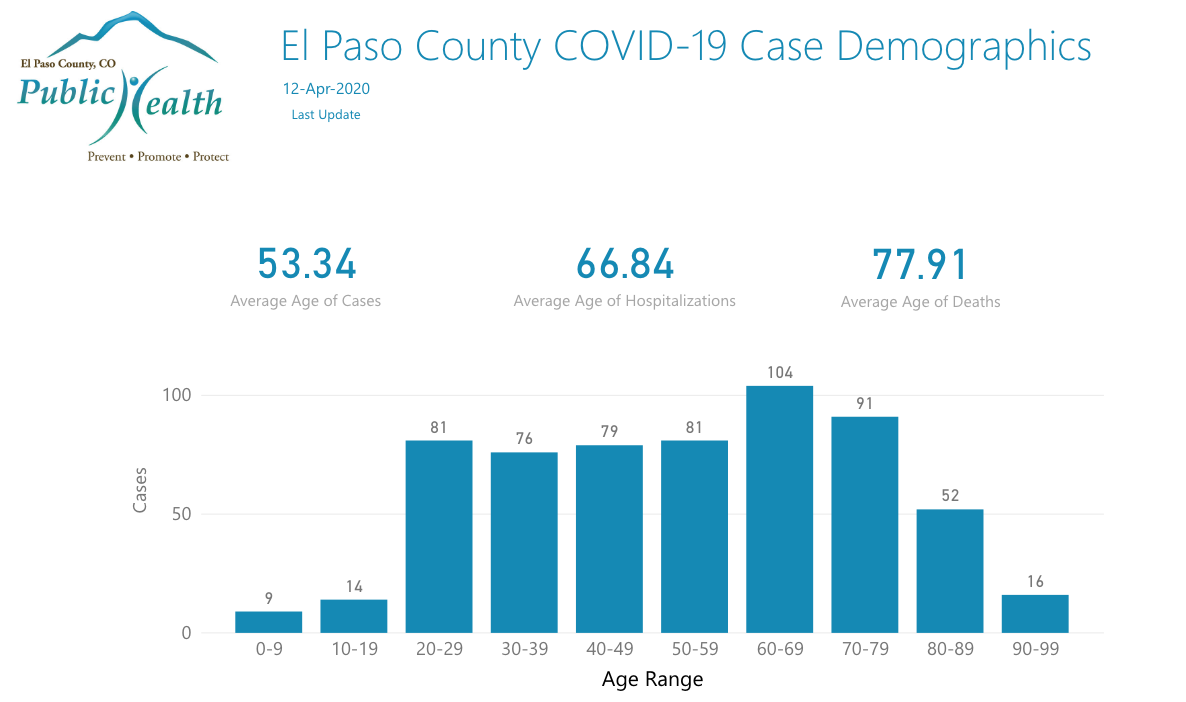 El Paso County, CO
Public Health
Prevent • Promote • Protect
El Paso County COVID-19 Case Demographics
12-Apr-2020
Last Update
53.34
Average Age of Cases
66.84
Average Age of Hospitalizations
77.91
Average Age of Deaths
Cases
100
50
0
9
14
81
76
79
81
104
91
52
16
0-9
10-19
20-29
30-39
40-49
50-59
60-69
70-79
80-89
90-99
Age Range